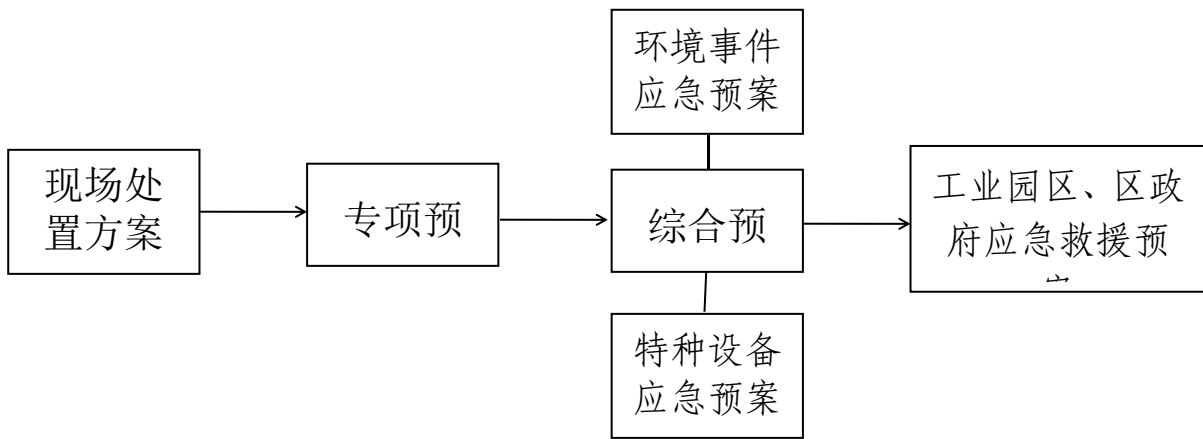 环境事件
应急预案
现场处
置方案
专项预
综合预
工业园区、区政
府应急救援预
特种设备
应急预案